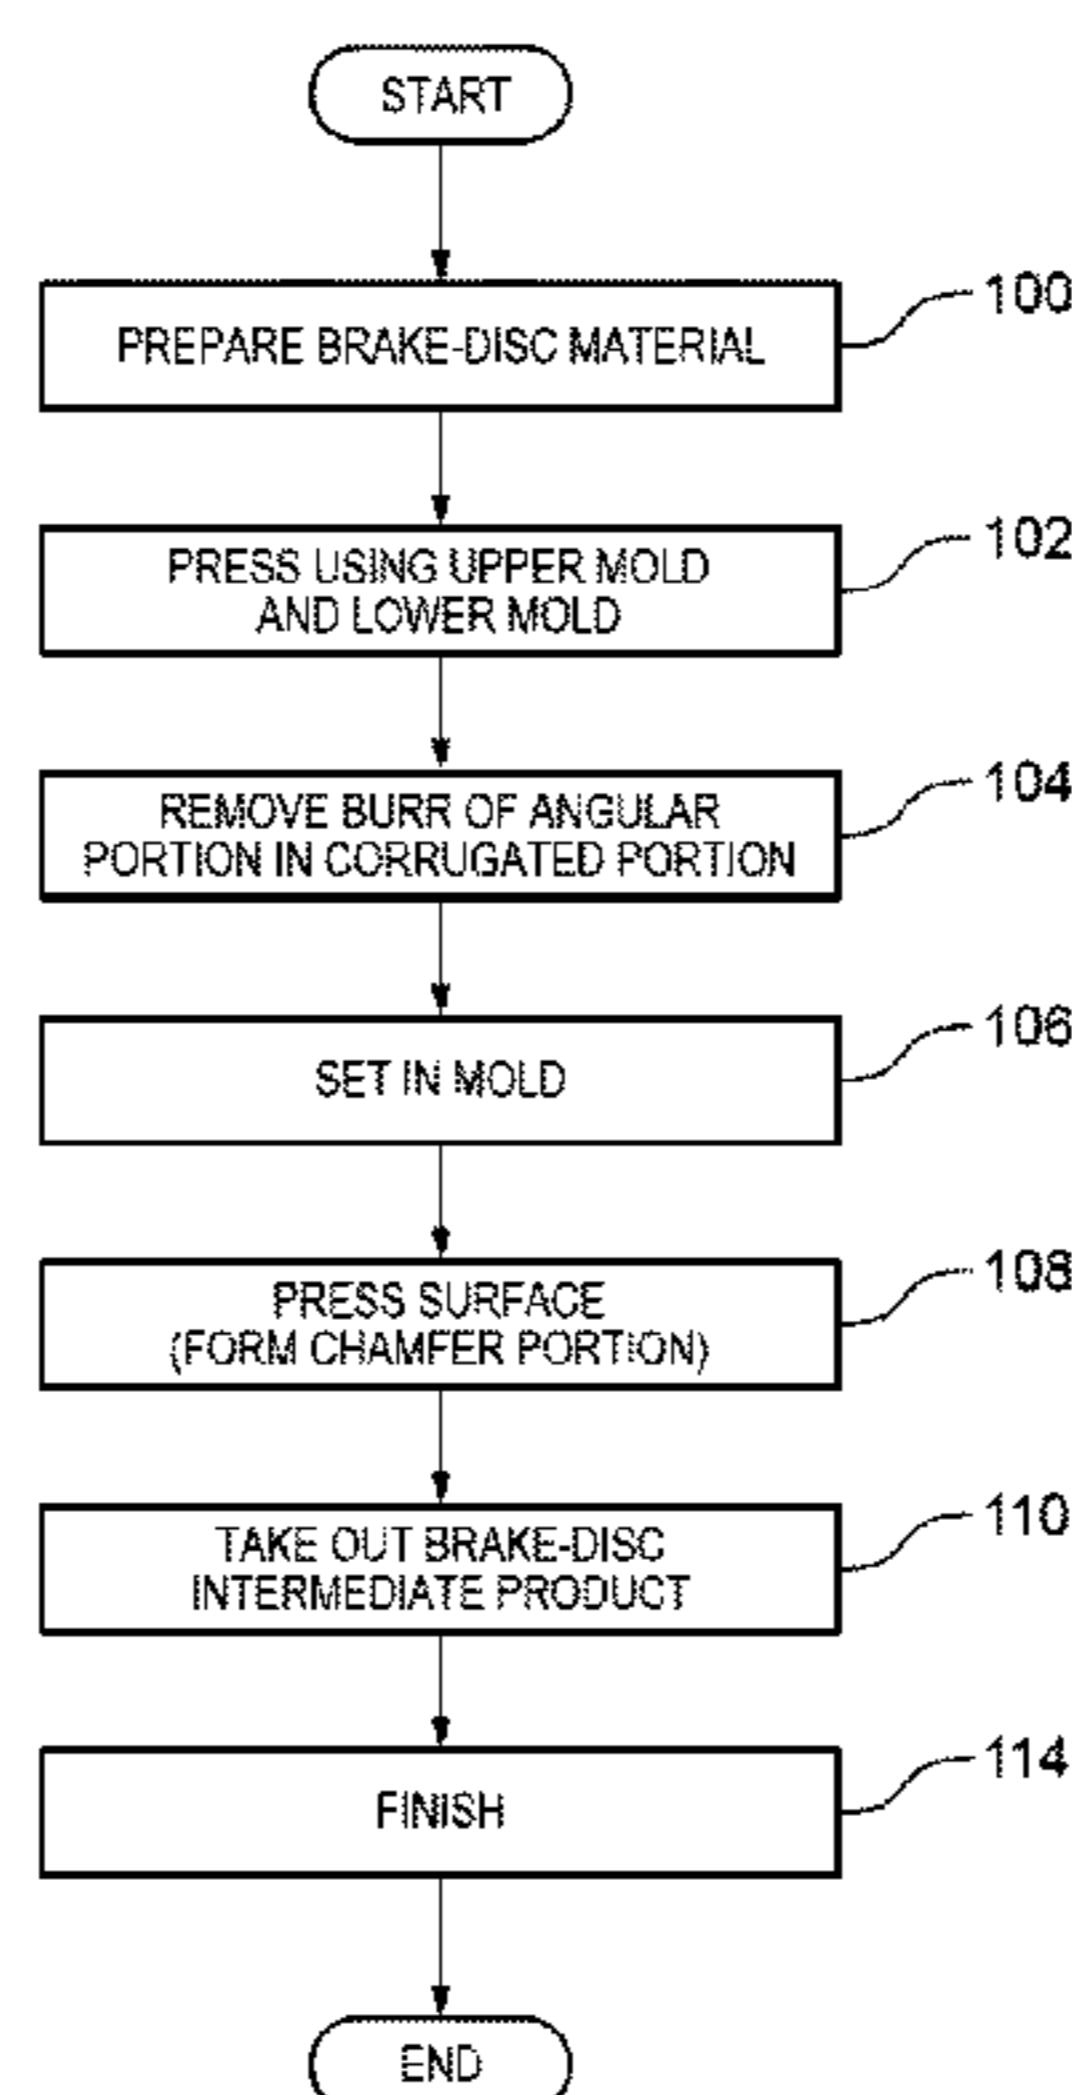 START
100
PREPARE BRAKE-DISC MATERIAL
102
PRESS USING UPPER MOLD
AND LOWER MOLD
104
REMOVE BURR OF ANGULAR
PORTION IN CORRUGATED PORTION
106
SET IN MOLD
108
PRESS SURFACE
(FORM CHAMFER PORTION)
110
TAKE OUT BRAKE-DISC
INTERMEDIATE PRODUCT
114
FINISH
END